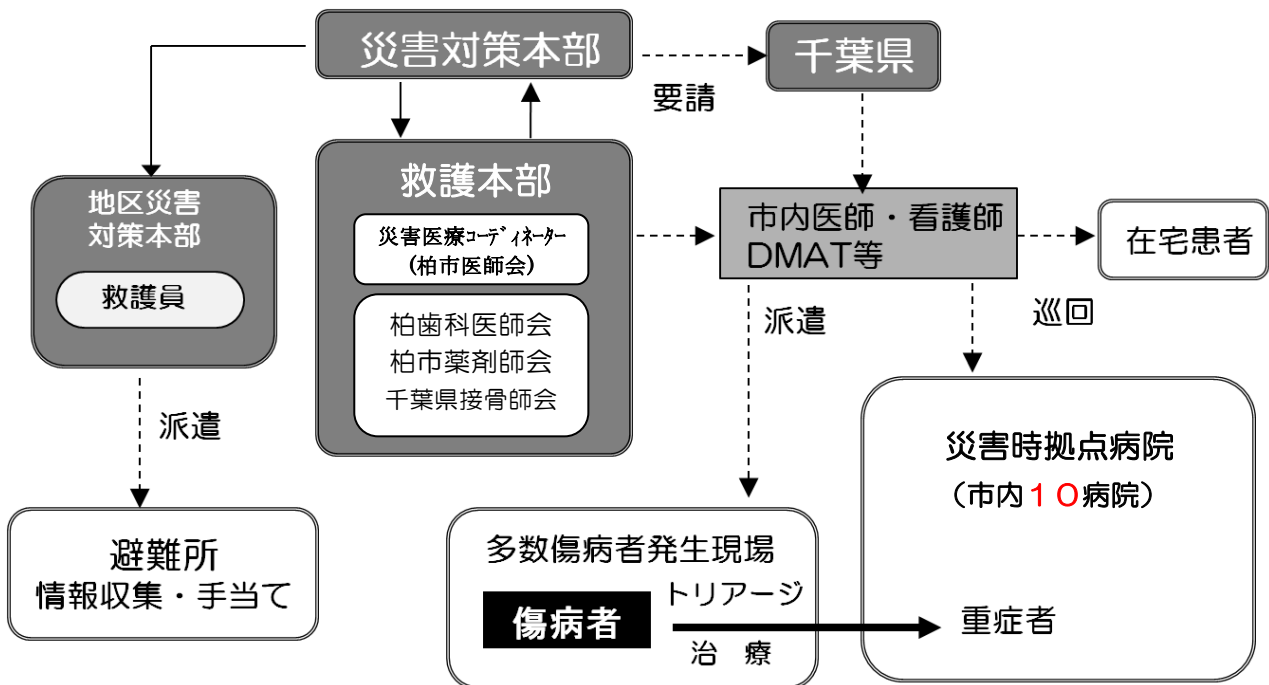 災害対策本部
千葉県
要請
救護本部
災害医療ｺｰﾃﾞｨﾈｰﾀｰ
(柏市医師会)
柏歯科医師会
柏市薬剤師会
千葉県接骨師会
地区災害
対策本部
救護員
市内医師・看護師
DMAT等
在宅患者
派遣
巡回
派遣
避難所
情報収集・手当て
多数傷病者発生現場
トリアージ
傷病者
治　療
災害時拠点病院
（市内１０病院）
重症者